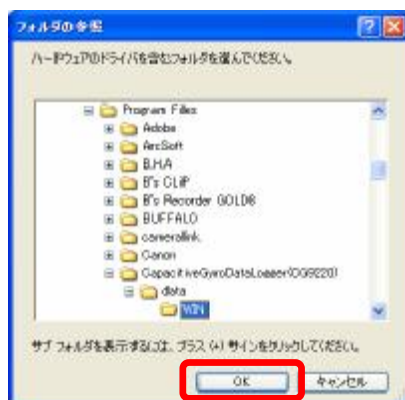 フォルダの参照
ハードウェアのドライバを含むフォルダを選んでください。
Program Files
Adobe
ArcSoft
B.H.A
B's CLiP
B's Recorder GOLD8
BUFFALO
cameralink
Canon
CapacitiveGyroDataLogger(CG9220)
data
WIN
サブ フォルダを表示するには、プラス (+) サインをクリックしてください。
OK
キャンセル